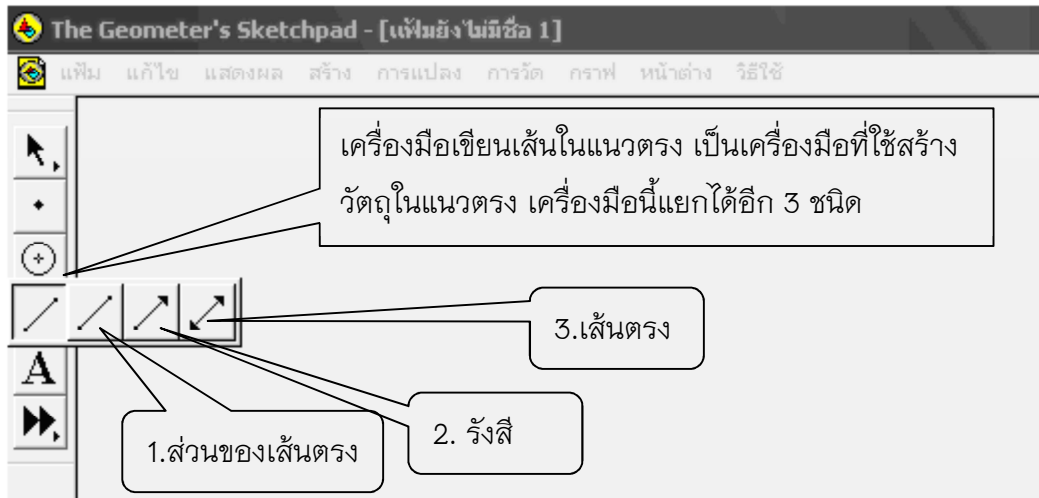 The Geometer's Sketchpad - [แฟ้มยังไม่มีชื่อ 1]
แฟ้ม แก้ไข แสดงผล สร้าง การแปลง การวัด กราฟ หน้าต่าง วิธีใช้
เครื่องมือเขียนเส้นในแนวตรง เป็นเครื่องมือที่ใช้สร้าง
วัตถุในแนวตรง เครื่องมือนี้แยกได้อีก 3 ชนิด
3.เส้นตรง
A
2. รังสี
1.ส่วนของเส้นตรง